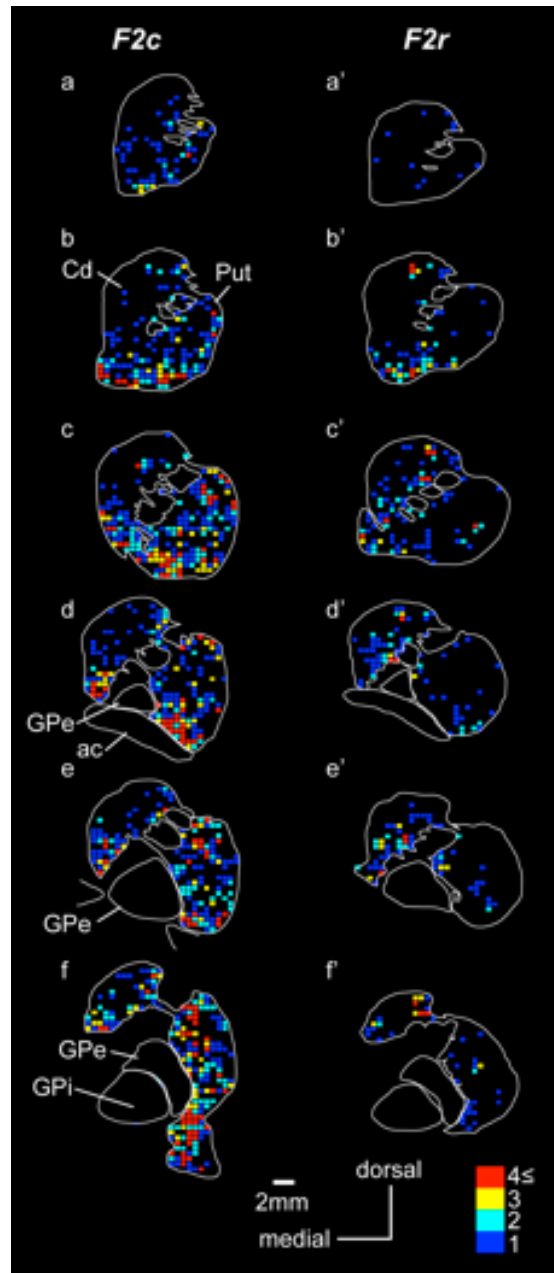 F2c F2r
a a'
b b'
Cd Put
c c'
d d'
GPe
ac
e e'
GPe
f f'
GPe
GPi
dorsal
4≤
3
2mm
2
medial
1